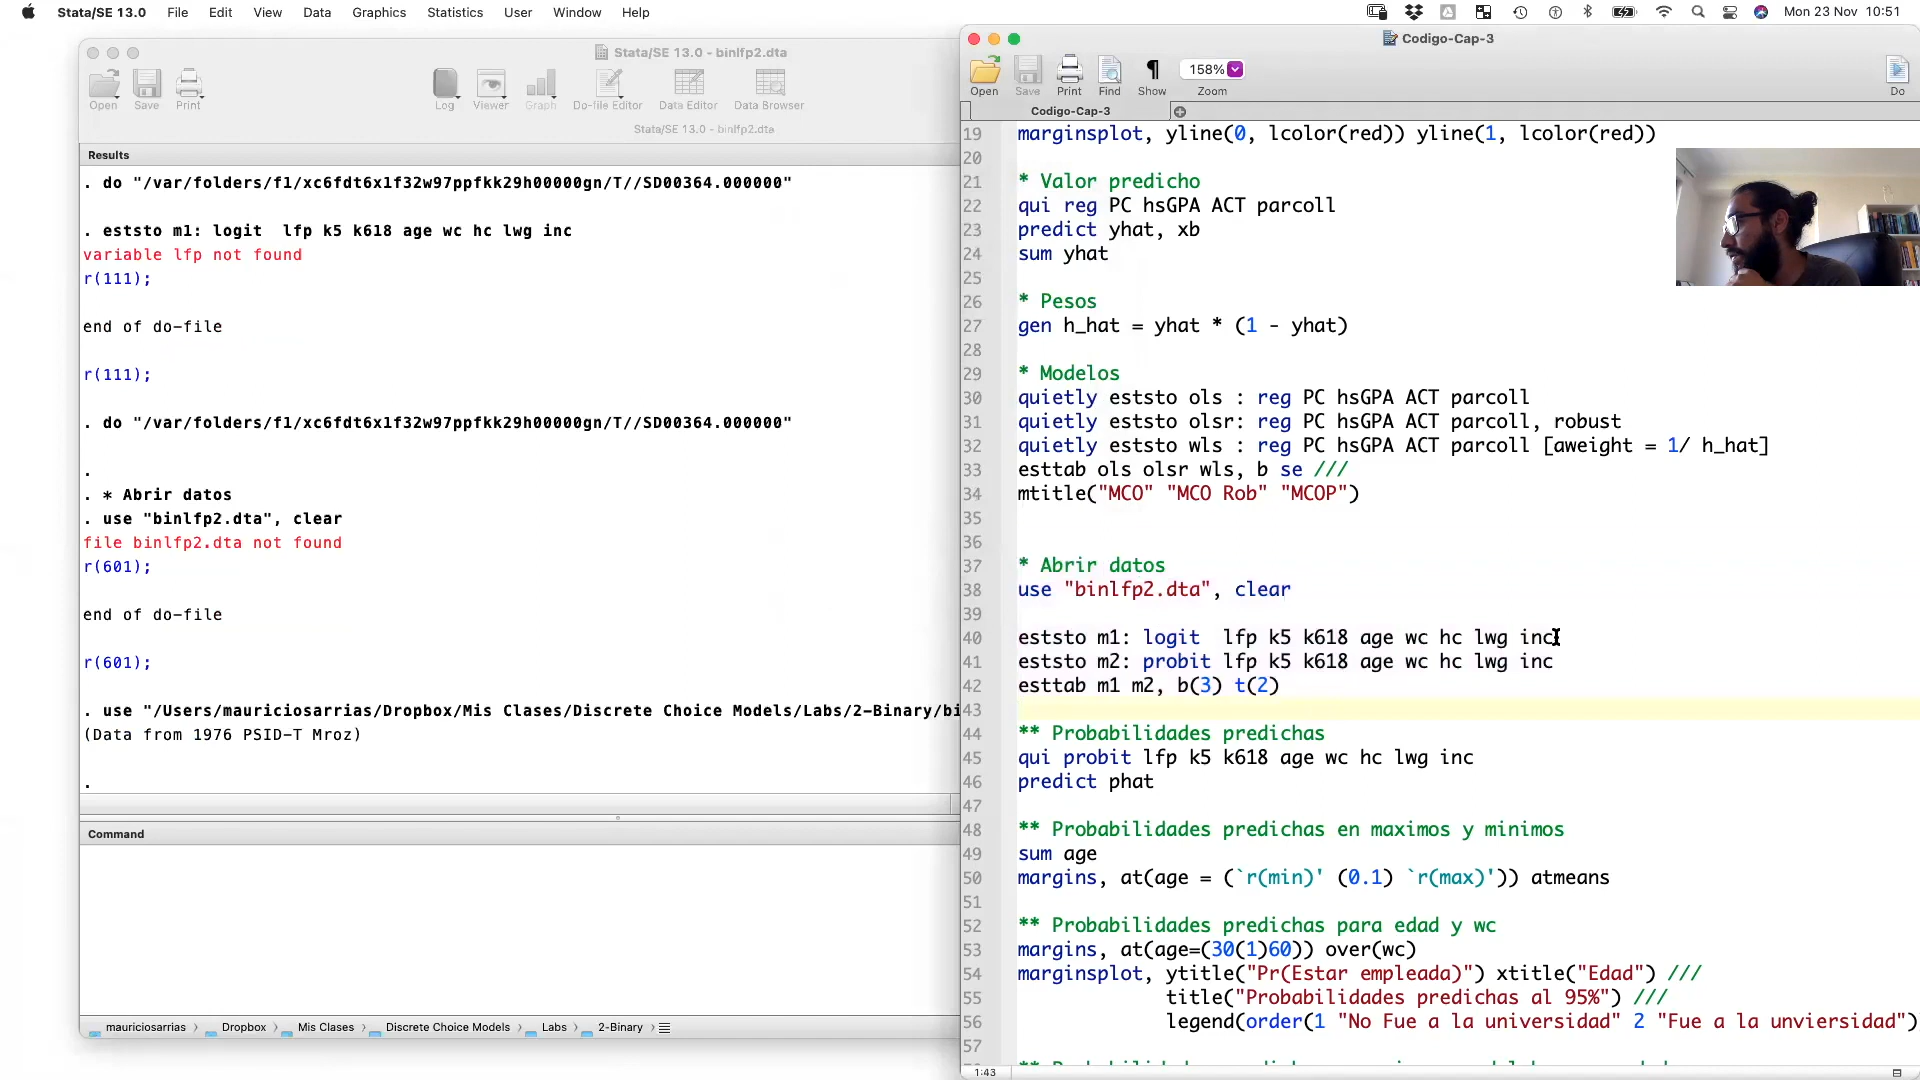 Stata/SE 13.0 File Edit View Data Graphics Statistics User Window Help Mon 23 Nov 10:51
Stata/SE 13.0 - binlfp2.dta
Open Save Print Log Viewer Graph Do-file Editor Data Editor Data Browser
Stata/SE 13.0 - binlfp2.dta
Results
. do "/var/folders/f1/xc6fdt6x1f32w97ppfkk29h00000gn/T//SD00364.000000"
. eststo m1: logit  lfp k5 k618 age wc hc lwg inc
variable lfp not found
r(111);
end of do-file
r(111);
. do "/var/folders/f1/xc6fdt6x1f32w97ppfkk29h00000gn/T//SD00364.000000"
.
. * Abrir datos
. use "binlfp2.dta", clear
file binlfp2.dta not found
r(601);
end of do-file
r(601);
. use "/Users/mauriciosarrias/Dropbox/Mis Clases/Discrete Choice Models/Labs/2-Binary/bi
(Data from 1976 PSID-T Mroz)
.
Command
mauriciosarrias Dropbox Mis Clases Discrete Choice Models Labs 2-Binary
Codigo-Cap-3
Open Save Print Find ¶ Show 158% Zoom Do
Codigo-Cap-3
19 marginsplot, yline(0, lcolor(red)) yline(1, lcolor(red))
20
21 * Valor predicho
22 qui reg PC hsGPA ACT parcoll
23 predict yhat, xb
24 sum yhat
25
26 * Pesos
27 gen h_hat = yhat * (1 - yhat)
28
29 * Modelos
30 quietly eststo ols : reg PC hsGPA ACT parcoll
31 quietly eststo olsr: reg PC hsGPA ACT parcoll, robust
32 quietly eststo wls : reg PC hsGPA ACT parcoll [aweight = 1/ h_hat]
33 esttab ols olsr wls, b se ///
34 mtitle("MCO" "MCO Rob" "MCOP")
35
36
37 * Abrir datos
38 use "binlfp2.dta", clear
39
40 eststo m1: logit  lfp k5 k618 age wc hc lwg inc
41 eststo m2: probit lfp k5 k618 age wc hc lwg inc
42 esttab m1 m2, b(3) t(2)
43
44 ** Probabilidades predichas
45 qui probit lfp k5 k618 age wc hc lwg inc
46 predict phat
47
48 ** Probabilidades predichas en maximos y minimos
49 sum age
50 margins, at(age = (`r(min)' (0.1) `r(max)')) atmeans
51
52 ** Probabilidades predichas para edad y wc
53 margins, at(age=(30(1)60)) over(wc)
54 marginsplot, ytitle("Pr(Estar empleada)") xtitle("Edad") ///
55 title("Probabilidades predichas al 95%") ///
56 legend(order(1 "No Fue a la universidad" 2 "Fue a la unviersidad")
57
1:43